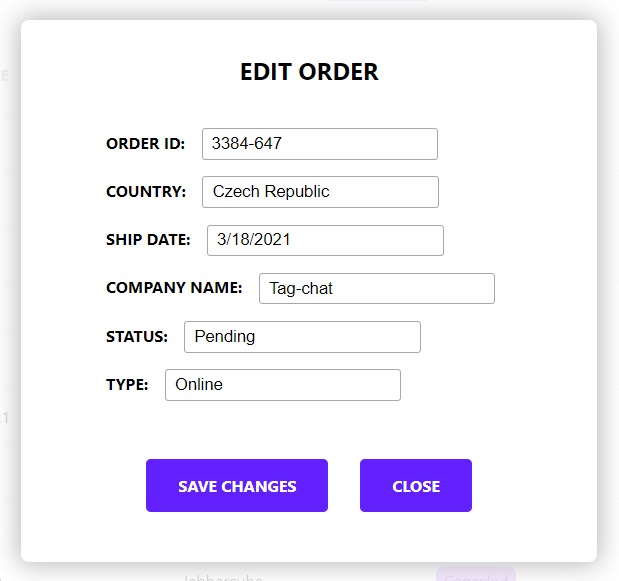 EDIT ORDER
ORDER ID: 3384-647
COUNTRY: Czech Republic
SHIP DATE: 3/18/2021
COMPANY NAME: Tag-chat
STATUS: Pending
TYPE: Online
SAVE CHANGES CLOSE
Canceled